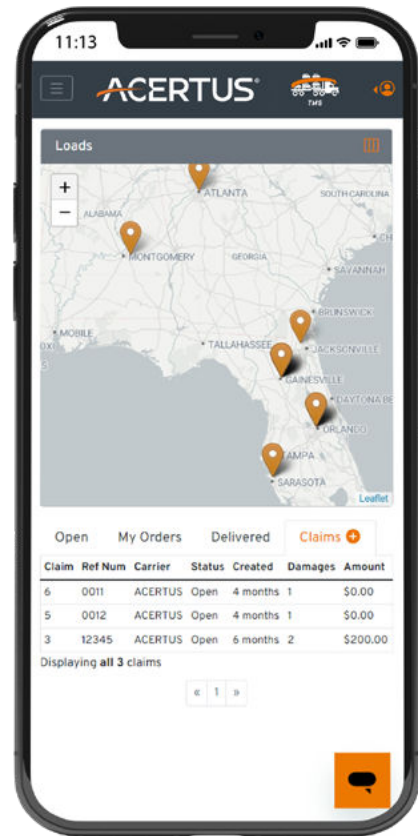 11:13
ACERTUS
TMS
Loads
+
−
ATLANTA
SOUTH CAROLINA
ALABAMA
MONTGOMERY
GEORGIA
SAVANNAH
BRUNSWICK
MOBILE
TALLAHASSEE
JACKSONVILLE
GAINESVILLE
ORLANDO
TAMPA
SARASOTA
Leaflet
Open My Orders Delivered Claims +
Claim Ref Num Carrier Status Created Damages Amount
6 0011 ACERTUS Open 4 months 1 $0.00
5 0012 ACERTUS Open 4 months 1 $0.00
3 12345 ACERTUS Open 6 months 2 $200.00
Displaying all 3 claims
« 1 »